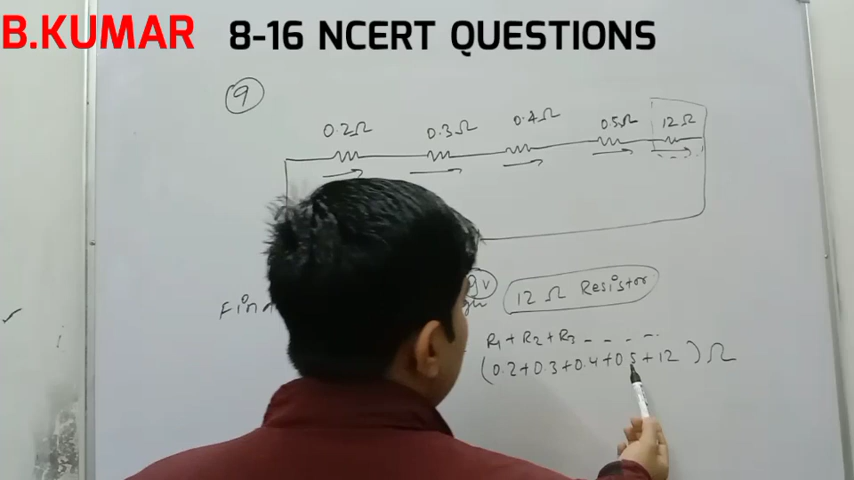 B.KUMAR 8-16 NCERT QUESTIONS
9
0.2Ω 0.3Ω 0.4Ω 0.5Ω 12Ω
12 Ω Resistor
R1 + R2 + R3 - - - -
(0.2+0.3+0.4+0.5+12) Ω